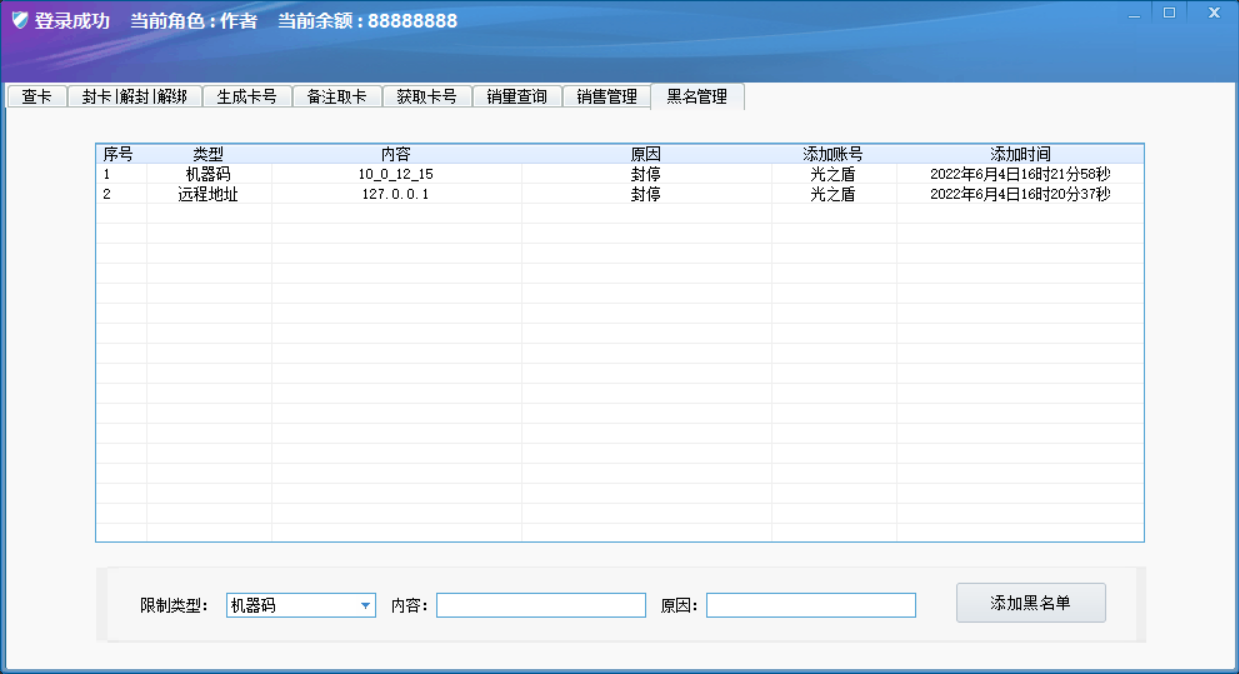 登录成功 当前角色:作者 当前余额:88888888
查卡 封卡|解封|解绑 生成卡号 备注取卡 获取卡号 销量查询 销售管理 黑名管理
序号 类型 内容 原因 添加账号 添加时间
1 机器码 10_0_12_15 封停 光之盾 2022年6月4日16时21分58秒
2 远程地址 127.0.0.1 封停 光之盾 2022年6月4日16时20分37秒
限制类型: 机器码 内容: 原因: 添加黑名单